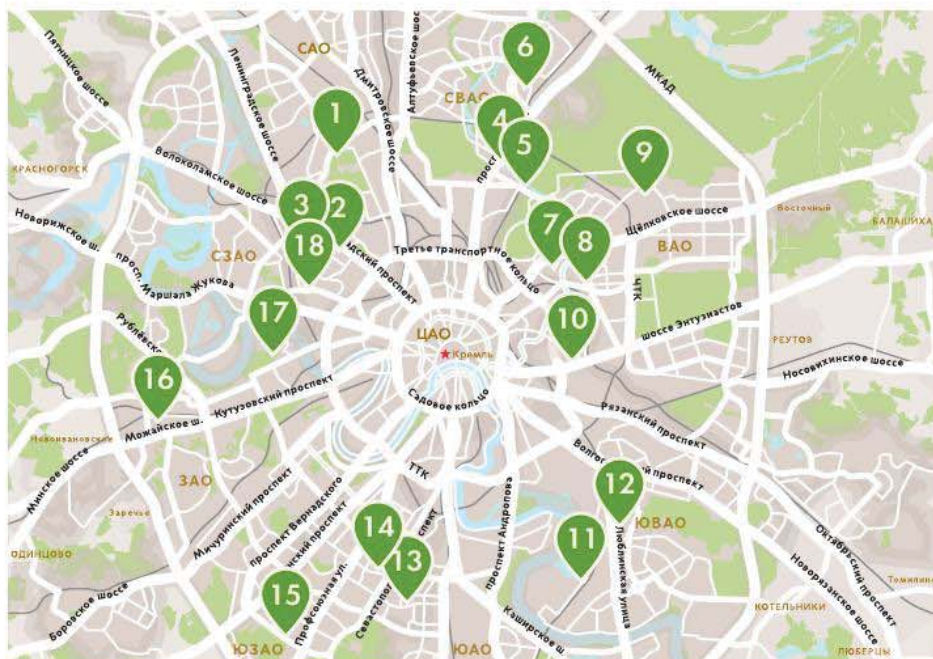 Пятницкое шоссе
Ленинградское шоссе
САО
Дмитровское шоссе
Алтуфьевское шоссе
6
СВАО
МКАД
1
4
5
9
КРАСНОГОРСК
Волоколамское шоссе
3
2
18
7
8
Щёлковское шоссе
Восточный
БАЛАШИХА
Новорижское ш.
СЗАО
Третье транспортное кольцо
ВАО
просп. Маршала Жукова
ЧТК
17
10
шоссе Энтузиастов
ЦАО
Кремль
РЕУТОВ
16
Носовихинское шоссе
Кутузовский проспект
Садовое кольцо
Можайское ш.
Новоивановское
Рязанский проспект
Минское шоссе
ЗАО
ТТК
12
Заречье
Мичуринский проспект
проспект Вернадского
14
13
проспект Андропова
11
ЮВАО
Люблинская улица
Октябрьский проспект
ОДИНЦОВО
Новорязанское шоссе
Томилино
Боровское шоссе
15
Профсоюзная ул.
КОТЕЛЬНИКИ
ЮЗАО
ЮАО
Каширское ш.
ЛЮБЕРЦЫ